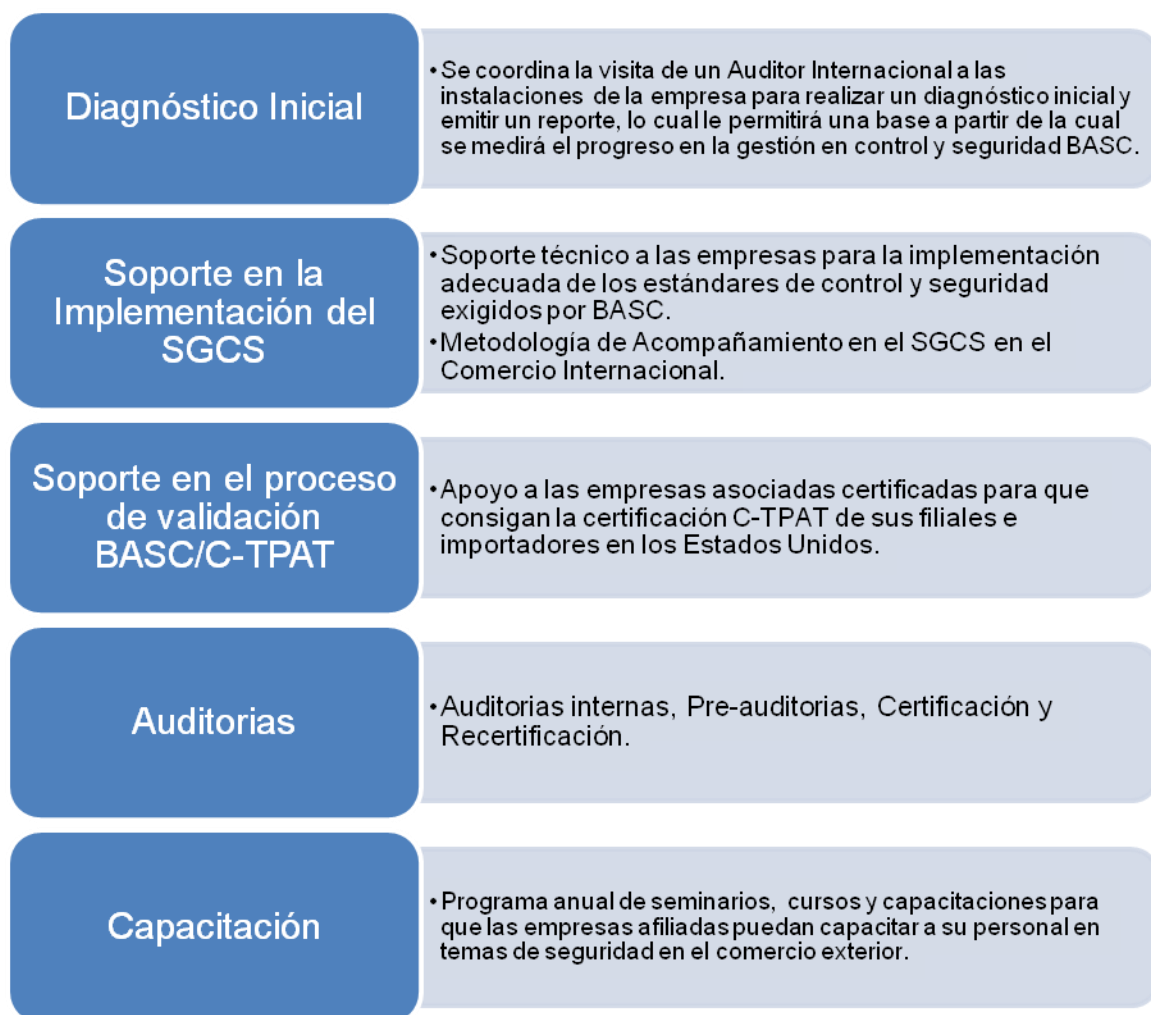 Diagnóstico Inicial
• Se coordina la visita de un Auditor Internacional a las
instalaciones de la empresa para realizar un diagnóstico inicial y
emitir un reporte, lo cual le permitirá una base a partir de la cual
se medirá el progreso en la gestión en control y seguridad BASC.
Soporte en la
Implementación del
SGCS
• Soporte técnico a las empresas para la implementación
adecuada de los estándares de control y seguridad
exigidos por BASC.
• Metodología de Acompañamiento en el SGCS en el
Comercio Internacional.
Soporte en el proceso
de validación
BASC/C-TPAT
• Apoyo a las empresas asociadas certificadas para que
consigan la certificación C-TPAT de sus filiales e
importadores en los Estados Unidos.
Auditorias
• Auditorias internas, Pre-auditorias, Certificación y
Recertificación.
Capacitación
• Programa anual de seminarios, cursos y capacitaciones para
que las empresas afiliadas puedan capacitar a su personal en
temas de seguridad en el comercio exterior.